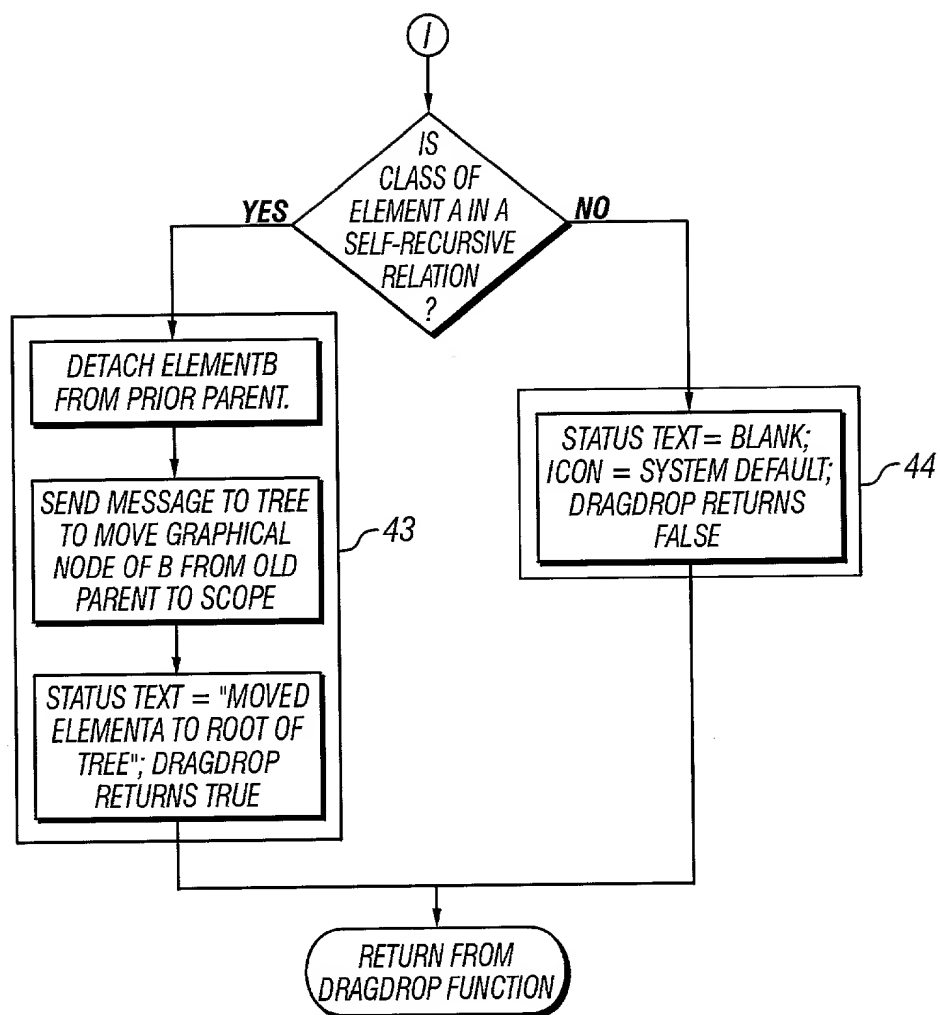 I
IS
CLASS OF
ELEMENT A IN A
SELF-RECURSIVE
RELATION
?
YES
NO
DETACH ELEMENTB
FROM PRIOR PARENT.
SEND MESSAGE TO TREE
TO MOVE GRAPHICAL
NODE OF B FROM OLD
PARENT TO SCOPE
43
STATUS TEXT = "MOVED
ELEMENTA TO ROOT OF
TREE"; DRAGDROP
RETURNS TRUE
STATUS TEXT= BLANK;
ICON = SYSTEM DEFAULT;
DRAGDROP RETURNS
FALSE
44
RETURN FROM
DRAGDROP FUNCTION